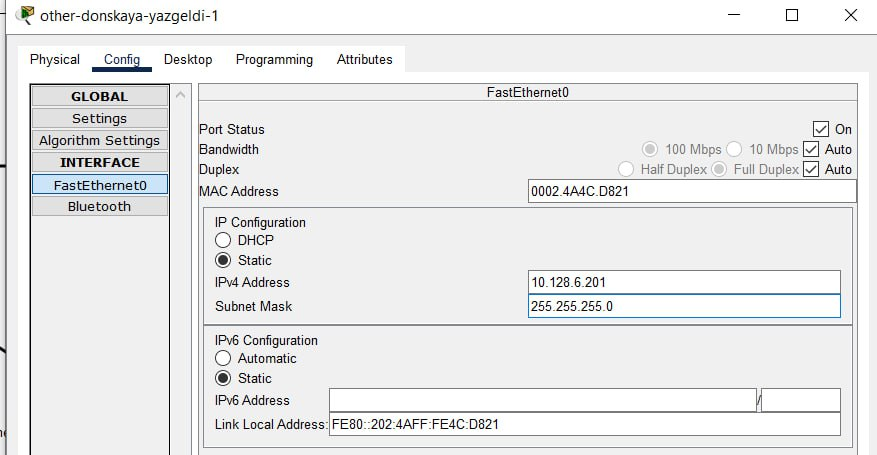 other-donskaya-yazgeldi-1
Physical Config Desktop Programming Attributes
GLOBAL
Settings
Algorithm Settings
INTERFACE
FastEthernet0
Bluetooth
FastEthernet0
Port Status On
Bandwidth 100 Mbps 10 Mbps Auto
Duplex Half Duplex Full Duplex Auto
MAC Address 0002.4A4C.D821
IP Configuration
DHCP
Static
IPv4 Address 10.128.6.201
Subnet Mask 255.255.255.0
IPv6 Configuration
Automatic
Static
IPv6 Address /
Link Local Address: FE80::202:4AFF:FE4C:D821